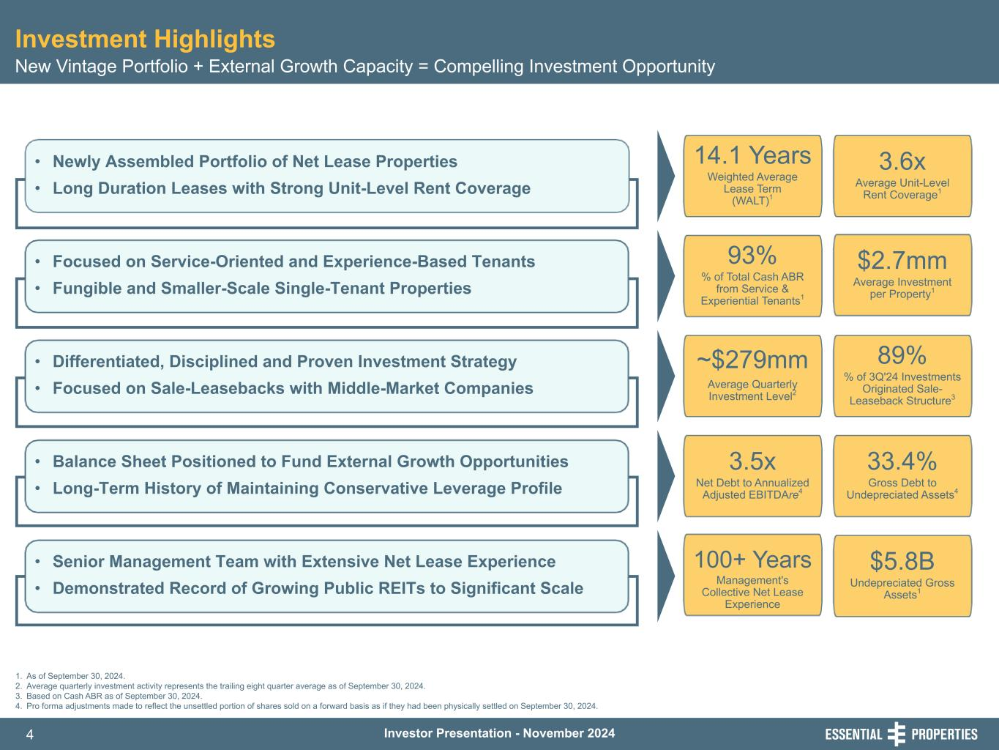 Investment Highlights
New Vintage Portfolio + External Growth Capacity = Compelling Investment Opportunity
• Newly Assembled Portfolio of Net Lease Properties
• Long Duration Leases with Strong Unit-Level Rent Coverage
14.1 Years
Weighted Average
Lease Term
(WALT)1
3.6x
Average Unit-Level
Rent Coverage1
• Focused on Service-Oriented and Experience-Based Tenants
• Fungible and Smaller-Scale Single-Tenant Properties
93%
% of Total Cash ABR
from Service &
Experiential Tenants1
$2.7mm
Average Investment
per Property1
• Differentiated, Disciplined and Proven Investment Strategy
• Focused on Sale-Leasebacks with Middle-Market Companies
~$279mm
Average Quarterly
Investment Level2
89%
% of 3Q'24 Investments
Originated Sale-
Leaseback Structure3
• Balance Sheet Positioned to Fund External Growth Opportunities
• Long-Term History of Maintaining Conservative Leverage Profile
3.5x
Net Debt to Annualized
Adjusted EBITDAre4
33.4%
Gross Debt to
Undepreciated Assets4
• Senior Management Team with Extensive Net Lease Experience
• Demonstrated Record of Growing Public REITs to Significant Scale
100+ Years
Management's
Collective Net Lease
Experience
$5.8B
Undepreciated Gross
Assets1
1. As of September 30, 2024.
2. Average quarterly investment activity represents the trailing eight quarter average as of September 30, 2024.
3. Based on Cash ABR as of September 30, 2024.
4. Pro forma adjustments made to reflect the unsettled portion of shares sold on a forward basis as if they had been physically settled on September 30, 2024.
4
Investor Presentation - November 2024
ESSENTIAL PROPERTIES